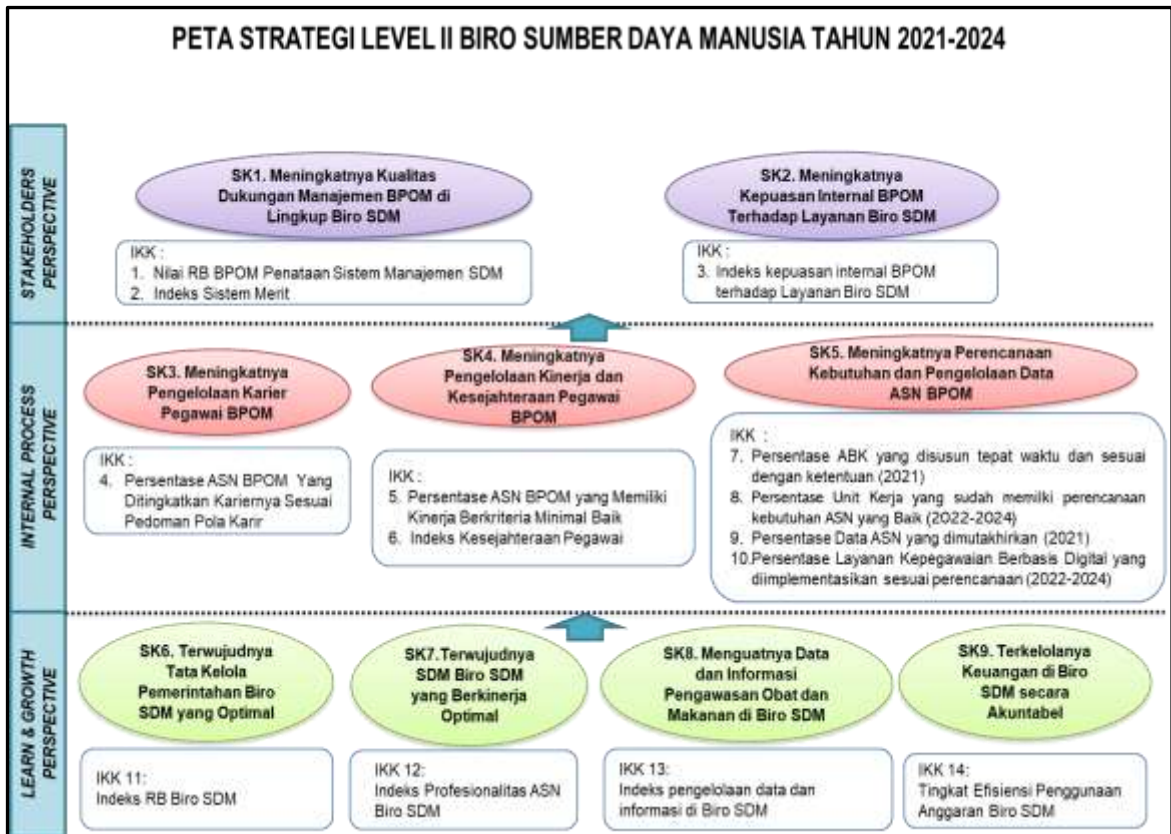 PETA STRATEGI LEVEL II BIRO SUMBER DAYA MANUSIA TAHUN 2021-2024
STAKEHOLDERS
PERSPECTIVE
SK1. Meningkatnya Kualitas
Dukungan Manajemen BPOM di
Lingkup Biro SDM
IKK :
1. Nilai RB BPOM Penataan Sistem Manajemen SDM
2. Indeks Sistem Merit
SK2. Meningkatnya
Kepuasan Internal BPOM
Terhadap Layanan Biro SDM
IKK :
3. Indeks kepuasan internal BPOM
terhadap Layanan Biro SDM
INTERNAL PROCESS
PERSPECTIVE
SK3. Meningkatnya
Pengelolaan Karier
Pegawai BPOM
IKK :
4. Persentase ASN BPOM Yang
Ditingkatkan Kariernya Sesuai
Pedoman Pola Karir
SK4. Meningkatnya
Pengelolaan Kinerja dan
Kesejahteraan Pegawai
BPOM
IKK :
5. Persentase ASN BPOM yang Memiliki
Kinerja Berkriteria Minimal Baik
6. Indeks Kesejahteraan Pegawai
SK5. Meningkatnya Perencanaan
Kebutuhan dan Pengelolaan Data
ASN BPOM
IKK :
7. Persentase ABK yang disusun tepat waktu dan sesuai
dengan ketentuan (2021)
8. Persentase Unit Kerja yang sudah memilki perencanaan
kebutuhan ASN yang Baik (2022-2024)
9. Persentase Data ASN yang dimutakhirkan (2021)
10.Persentase Layanan Kepegawaian Berbasis Digital yang
diimplementasikan sesuai perencanaan (2022-2024)
LEARN & GROWTH
PERSPECTIVE
SK6. Terwujudnya
Tata Kelola
Pemerintahan Biro
SDM yang Optimal
IKK 11:
Indeks RB Biro SDM
SK7.Terwujudnya
SDM Biro SDM
yang Berkinerja
Optimal
IKK 12:
Indeks Profesionalitas ASN
Biro SDM
SK8. Menguatnya Data
dan Informasi
Pengawasan Obat dan
Makanan di Biro SDM
IKK 13:
Indeks pengelolaan data dan
informasi di Biro SDM
SK9. Terkelolanya
Keuangan di Biro
SDM secara
Akuntabel
IKK 14:
Tingkat Efisiensi Penggunaan
Anggaran Biro SDM